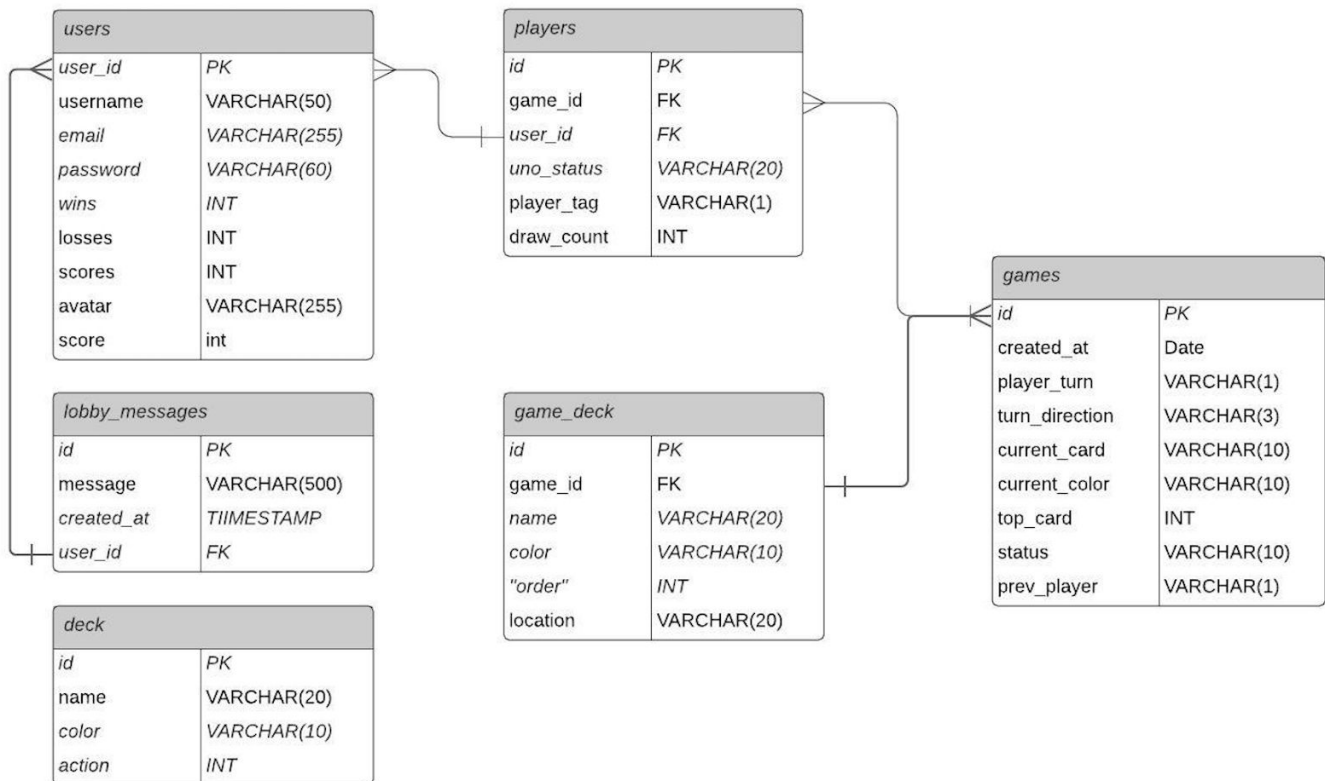 users
user_id PK
username VARCHAR(50)
email VARCHAR(255)
password VARCHAR(60)
wins INT
losses INT
scores INT
avatar VARCHAR(255)
score int
players
id PK
game_id FK
user_id FK
uno_status VARCHAR(20)
player_tag VARCHAR(1)
draw_count INT
games
id PK
created_at Date
player_turn VARCHAR(1)
turn_direction VARCHAR(3)
current_card VARCHAR(10)
current_color VARCHAR(10)
top_card INT
status VARCHAR(10)
prev_player VARCHAR(1)
lobby_messages
id PK
message VARCHAR(500)
created_at TIIMESTAMP
user_id FK
game_deck
id PK
game_id FK
name VARCHAR(20)
color VARCHAR(10)
"order" INT
location VARCHAR(20)
deck
id PK
name VARCHAR(20)
color VARCHAR(10)
action INT